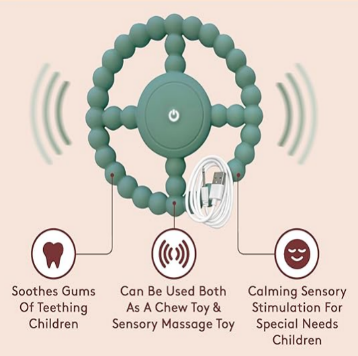 Soothes Gums
Of Teething
Children
Can Be Used Both
As A Chew Toy &
Sensory Massage Toy
Calming Sensory
Stimulation For
Special Needs
Children